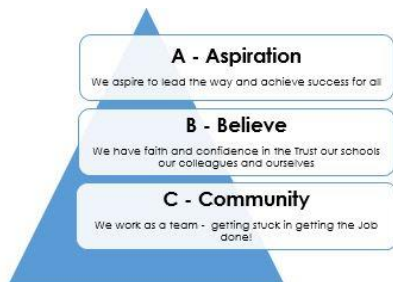 A - Aspiration
We aspire to lead the way and achieve success for all
B - Believe
We have faith and confidence in the Trust our schools
our colleagues and ourselves
C - Community
We work as a team - getting stuck in getting the Job
done!